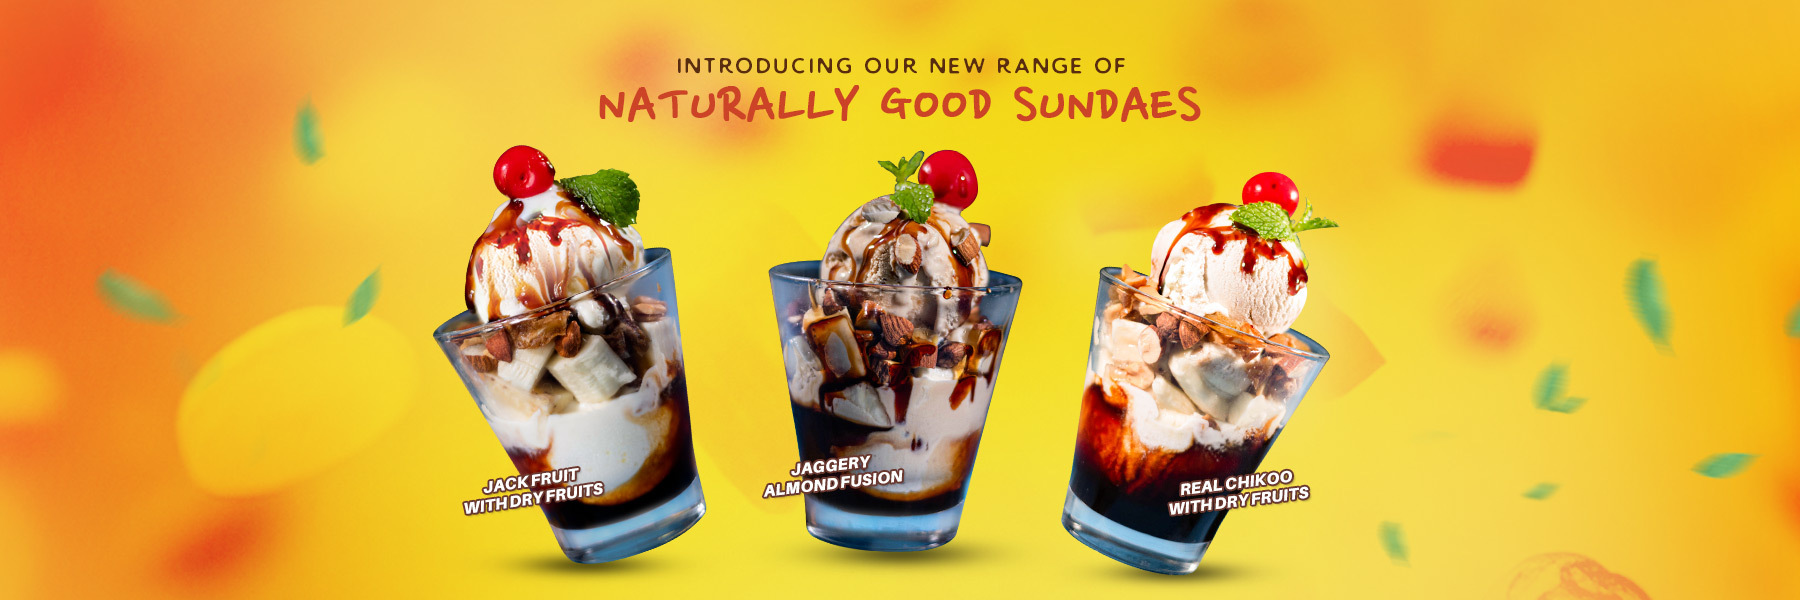 INTRODUCING OUR NEW RANGE OF
NATURALLY GOOD SUNDAES
JACK FRUIT
WITH DRY FRUITS
JAGGERY
ALMOND FUSION
REAL CHIKOO
WITH DRY FRUITS